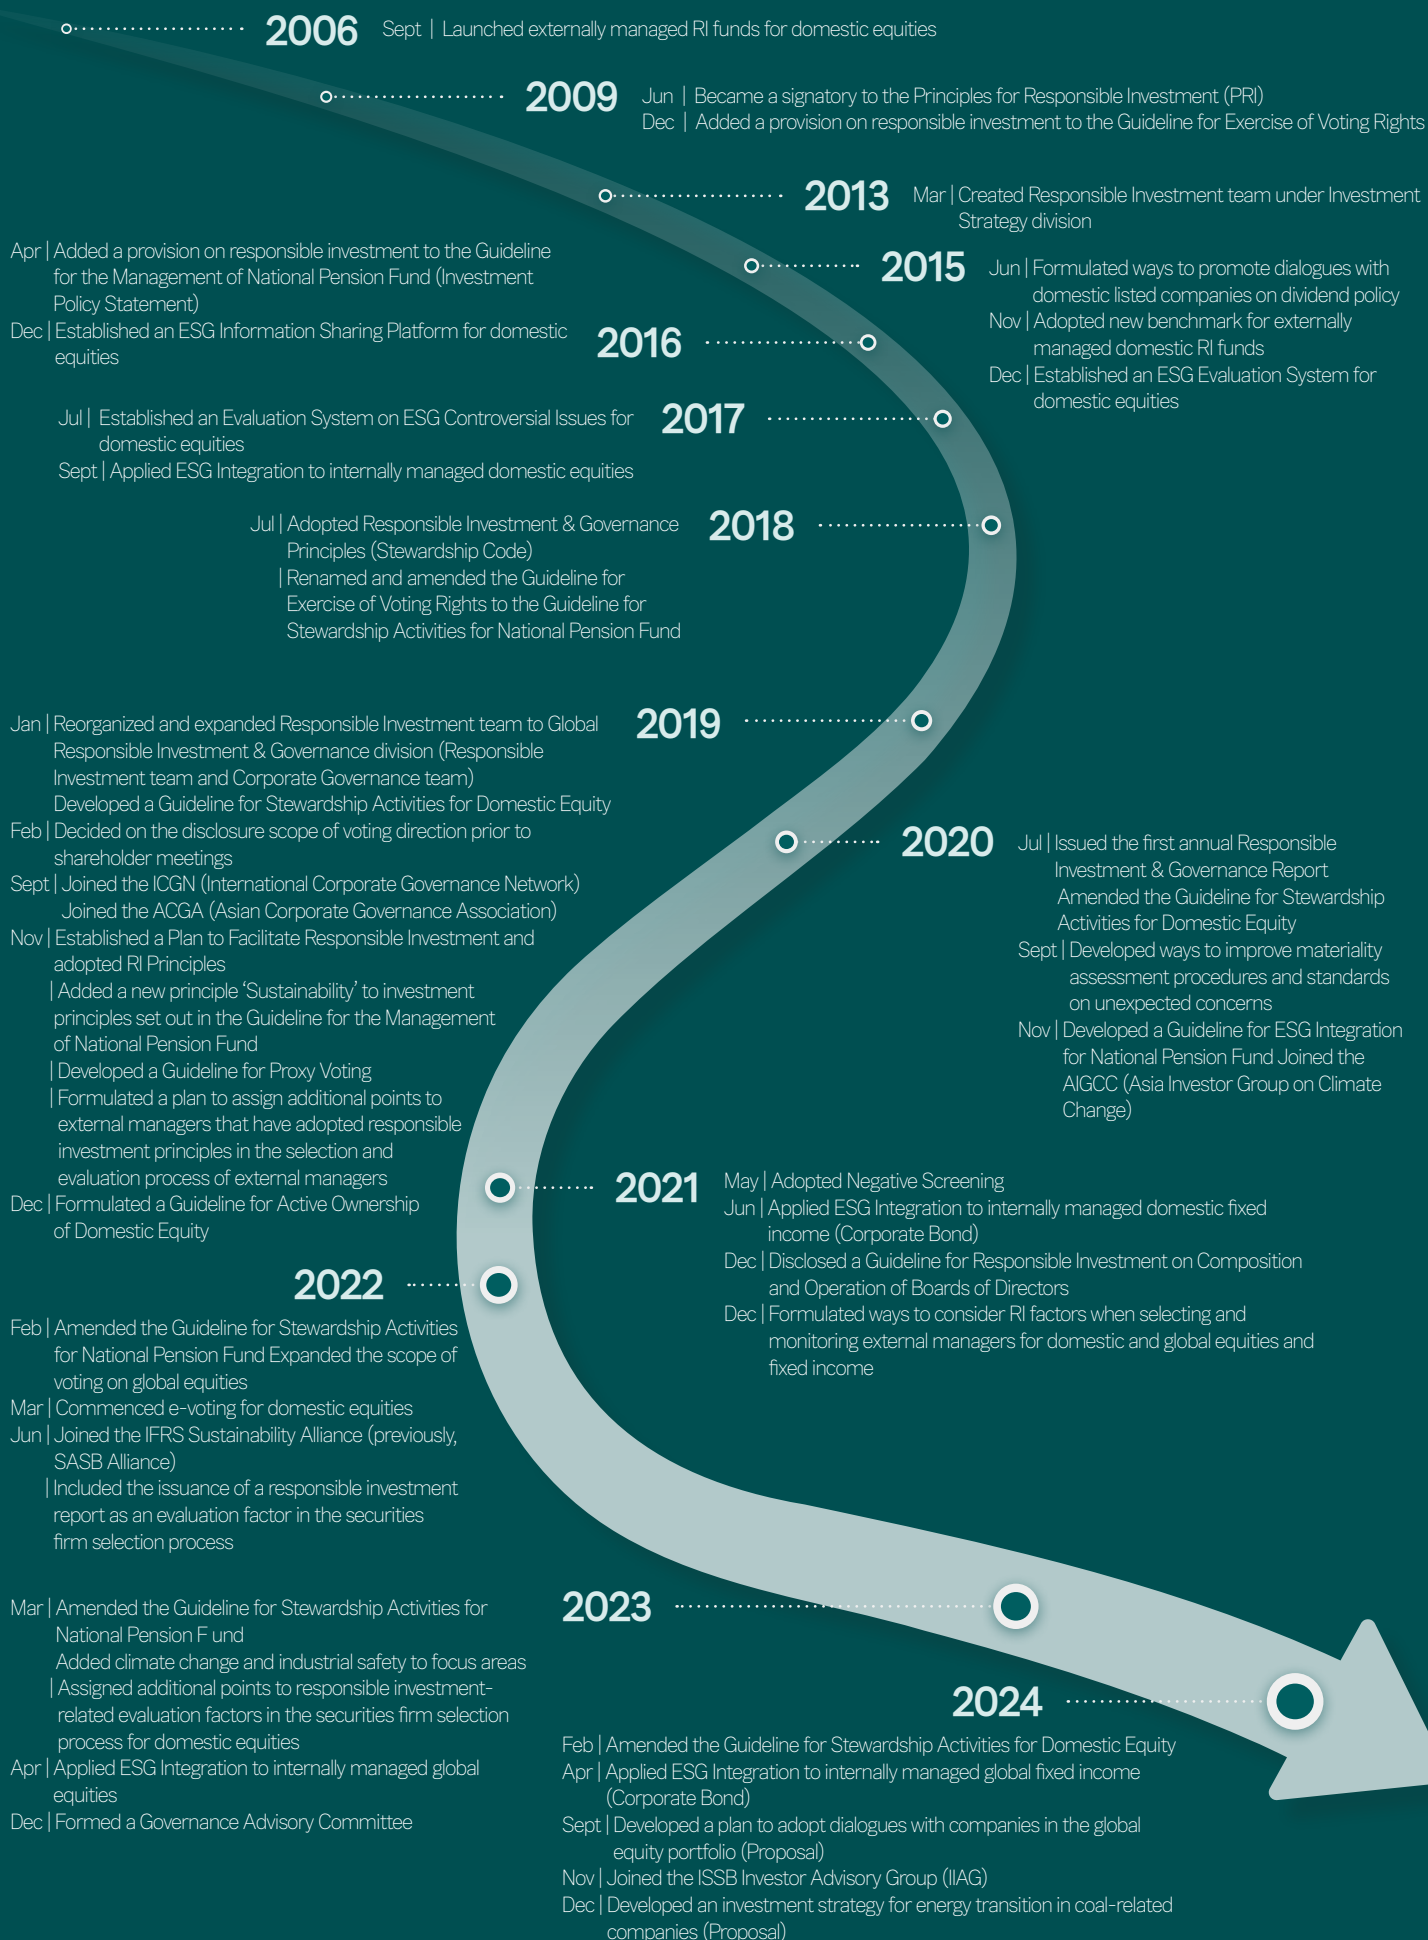 2006
Sept | Launched externally managed RI funds for domestic equities
2009
Jun | Became a signatory to the Principles for Responsible Investment (PRI)
Dec | Added a provision on responsible investment to the Guideline for Exercise of Voting Rights
2013
Mar | Created Responsible Investment team under Investment
Strategy division
2015
Jun | Formulated ways to promote dialogues with
domestic listed companies on dividend policy
Nov | Adopted new benchmark for externally
managed domestic RI funds
Dec | Established an ESG Evaluation System for
domestic equities
2016
Apr | Added a provision on responsible investment to the Guideline
for the Management of National Pension Fund (Investment
Policy Statement)
Dec | Established an ESG Information Sharing Platform for domestic
equities
2017
Jul | Established an Evaluation System on ESG Controversial Issues for
domestic equities
Sept | Applied ESG Integration to internally managed domestic equities
2018
Jul | Adopted Responsible Investment & Governance
Principles (Stewardship Code)
| Renamed and amended the Guideline for
Exercise of Voting Rights to the Guideline for
Stewardship Activities for National Pension Fund
2019
Jan | Reorganized and expanded Responsible Investment team to Global
Responsible Investment & Governance division (Responsible
Investment team and Corporate Governance team)
Developed a Guideline for Stewardship Activities for Domestic Equity
Feb | Decided on the disclosure scope of voting direction prior to
shareholder meetings
Sept | Joined the ICGN (International Corporate Governance Network)
Joined the ACGA (Asian Corporate Governance Association)
Nov | Established a Plan to Facilitate Responsible Investment and
adopted RI Principles
| Added a new principle ‘Sustainability’ to investment
principles set out in the Guideline for the Management
of National Pension Fund
| Developed a Guideline for Proxy Voting
| Formulated a plan to assign additional points to
external managers that have adopted responsible
investment principles in the selection and
evaluation process of external managers
Dec | Formulated a Guideline for Active Ownership
of Domestic Equity
2020
Jul | Issued the first annual Responsible
Investment & Governance Report
Amended the Guideline for Stewardship
Activities for Domestic Equity
Sept | Developed ways to improve materiality
assessment procedures and standards
on unexpected concerns
Nov | Developed a Guideline for ESG Integration
for National Pension Fund Joined the
AIGCC (Asia Investor Group on Climate
Change)
2021
May | Adopted Negative Screening
Jun | Applied ESG Integration to internally managed domestic fixed
income (Corporate Bond)
Dec | Disclosed a Guideline for Responsible Investment on Composition
and Operation of Boards of Directors
Dec | Formulated ways to consider RI factors when selecting and
monitoring external managers for domestic and global equities and
fixed income
2022
Feb | Amended the Guideline for Stewardship Activities
for National Pension Fund Expanded the scope of
voting on global equities
Mar | Commenced e-voting for domestic equities
Jun | Joined the IFRS Sustainability Alliance (previously,
SASB Alliance)
| Included the issuance of a responsible investment
report as an evaluation factor in the securities
firm selection process
2023
Mar | Amended the Guideline for Stewardship Activities for
National Pension F und
Added climate change and industrial safety to focus areas
| Assigned additional points to responsible investment-
related evaluation factors in the securities firm selection
process for domestic equities
Apr | Applied ESG Integration to internally managed global
equities
Dec | Formed a Governance Advisory Committee
2024
Feb | Amended the Guideline for Stewardship Activities for Domestic Equity
Apr | Applied ESG Integration to internally managed global fixed income
(Corporate Bond)
Sept | Developed a plan to adopt dialogues with companies in the global
equity portfolio (Proposal)
Nov | Joined the ISSB Investor Advisory Group (IIAG)
Dec | Developed an investment strategy for energy transition in coal-related
companies (Proposal)